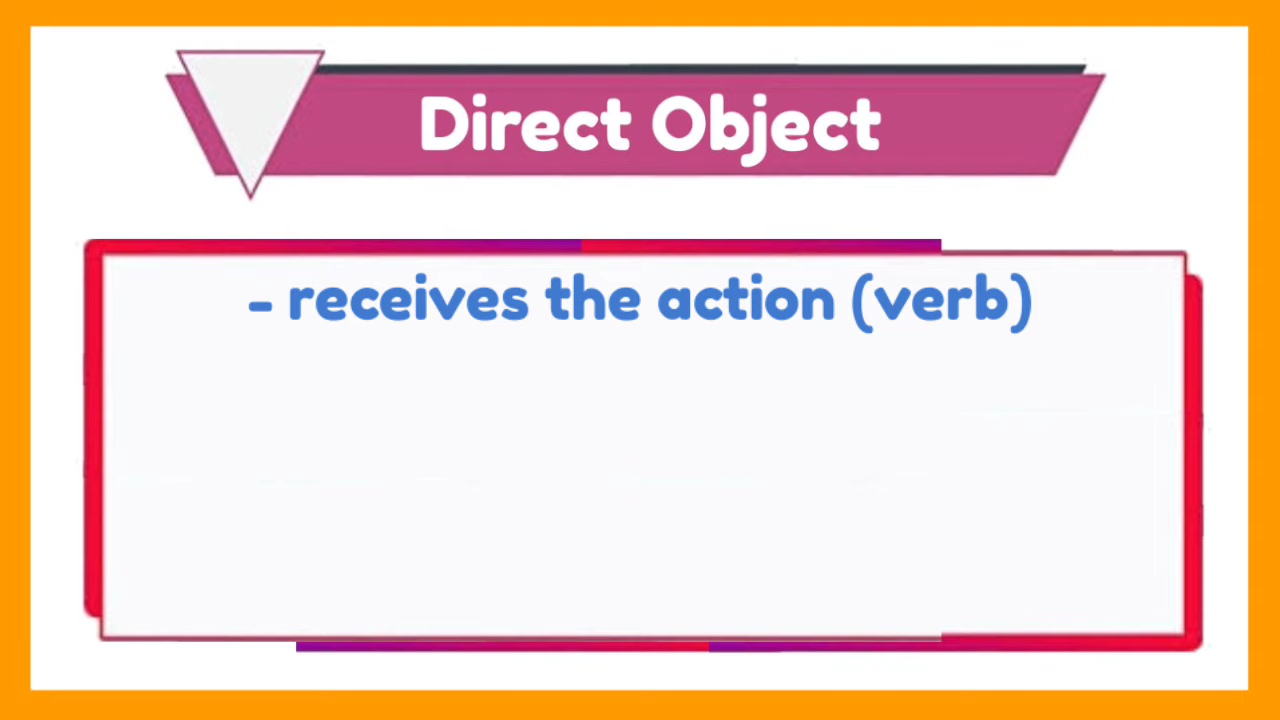 Direct Object
- receives the action (verb)